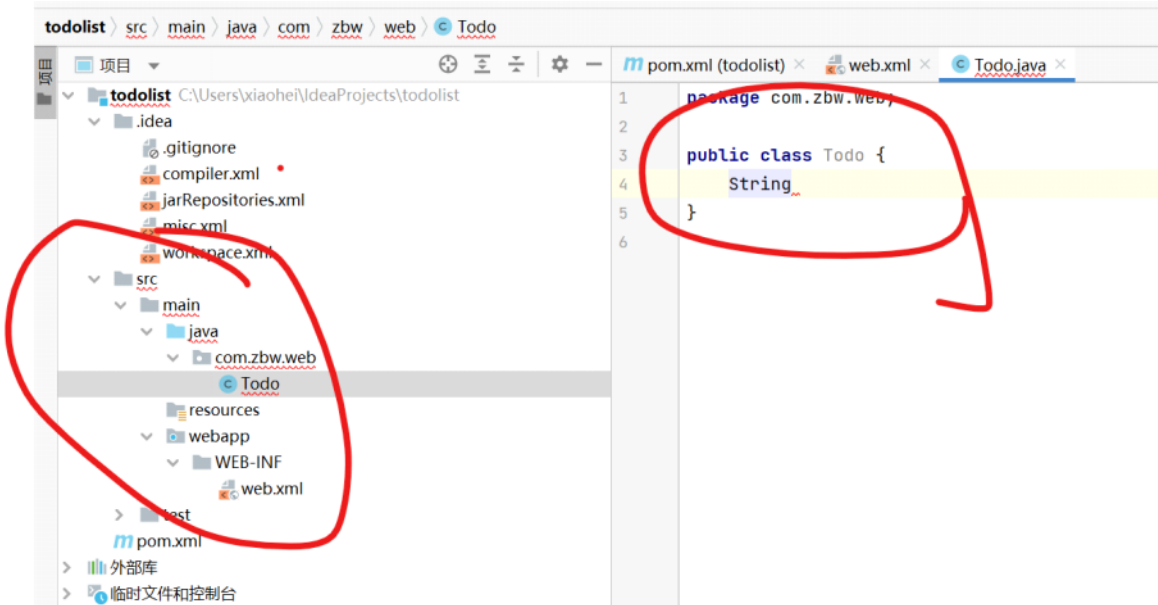 todolist 〉 src 〉 main 〉 java 〉 com 〉 zbw 〉 web 〉 C Todo
项目
项目
todolist C:\Users\xiaohei\IdeaProjects\todolist
.idea
.gitignore
compiler.xml
jarRepositories.xml
misc.xml
workspace.xml
src
main
java
com.zbw.web
C Todo
resources
webapp
WEB-INF
web.xml
test
m pom.xml
外部库
临时文件和控制台
m pom.xml (todolist) × web.xml × C Todo.java ×
1 package com.zbw.web;
2
3 public class Todo {
4 String
5 }
6